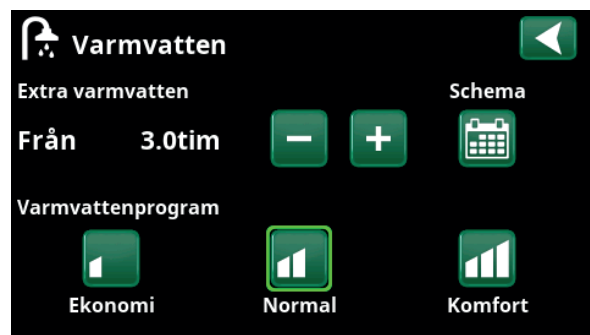 Varmvatten
Extra varmvatten
Schema
Från 3.0tim
Varmvattenprogram
Ekonomi Normal Komfort